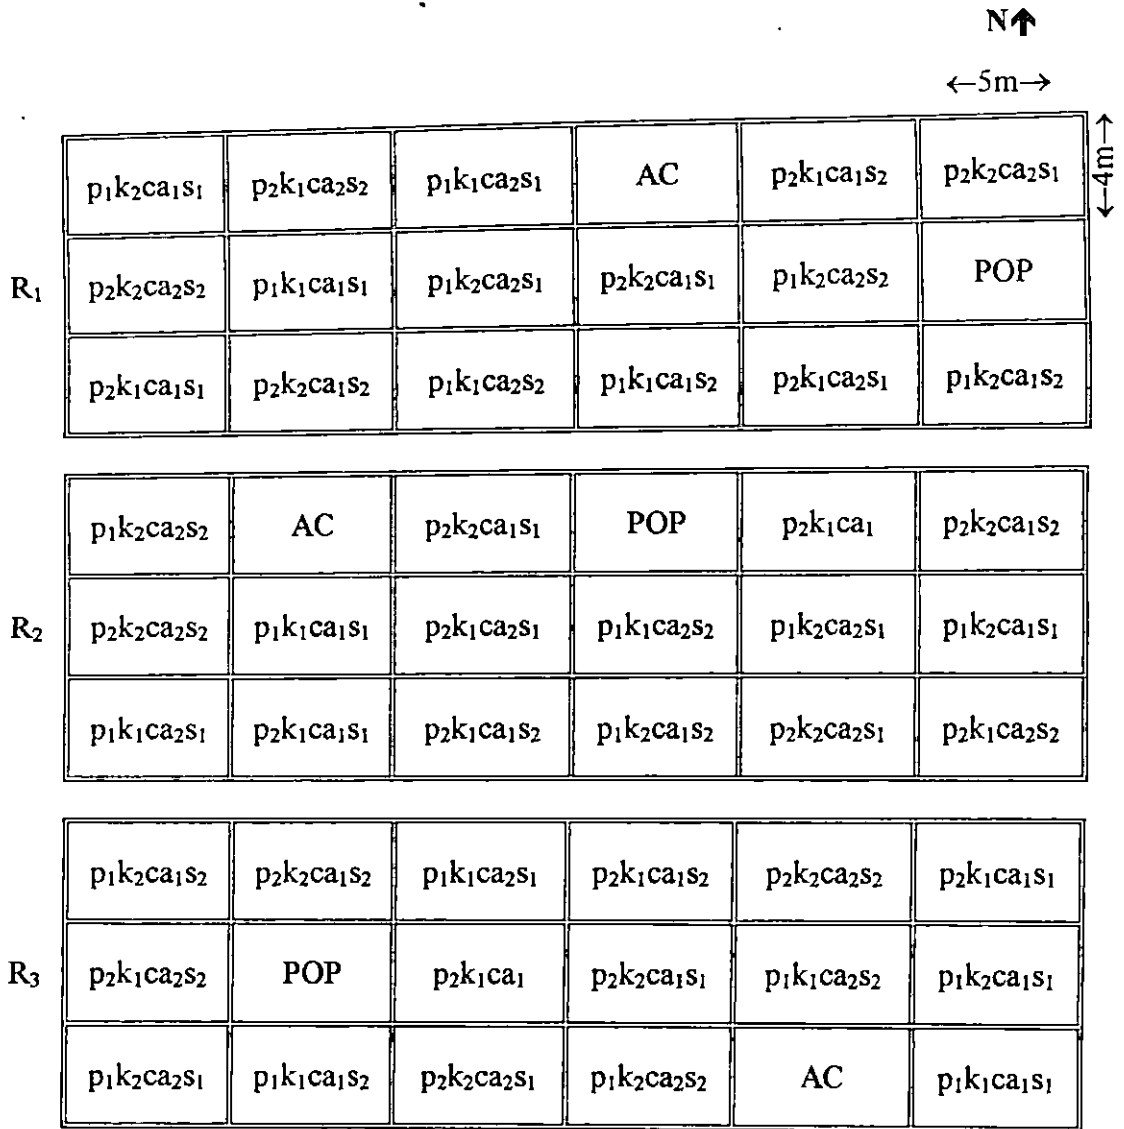 N↑
←5m→
←4m→
p₁k₂ca₁s₁ p₂k₁ca₂s₂ p₁k₁ca₂s₁ AC p₂k₁ca₁s₂ p₂k₂ca₂s₁
R₁ p₂k₂ca₂s₂ p₁k₁ca₁s₁ p₁k₂ca₂s₁ p₂k₂ca₁s₁ p₁k₂ca₂s₂ POP
p₂k₁ca₁s₁ p₂k₂ca₁s₂ p₁k₁ca₂s₂ p₁k₁ca₁s₂ p₂k₁ca₂s₁ p₁k₂ca₁s₂
p₁k₂ca₂s₂ AC p₂k₂ca₁s₁ POP p₂k₁ca₁ p₂k₂ca₁s₂
R₂ p₂k₂ca₂s₂ p₁k₁ca₁s₁ p₂k₁ca₂s₁ p₁k₁ca₂s₂ p₁k₂ca₂s₁ p₁k₂ca₁s₁
p₁k₁ca₂s₁ p₂k₁ca₁s₁ p₂k₁ca₁s₂ p₁k₂ca₁s₂ p₂k₂ca₂s₁ p₂k₁ca₂s₂
p₁k₂ca₁s₂ p₂k₂ca₁s₂ p₁k₁ca₂s₁ p₂k₁ca₁s₂ p₂k₂ca₂s₂ p₂k₁ca₁s₁
R₃ p₂k₁ca₂s₂ POP p₂k₁ca₁ p₂k₂ca₁s₁ p₁k₁ca₂s₂ p₁k₂ca₁s₁
p₁k₂ca₂s₁ p₁k₁ca₁s₂ p₂k₂ca₂s₁ p₁k₂ca₂s₂ AC p₁k₁ca₁s₁